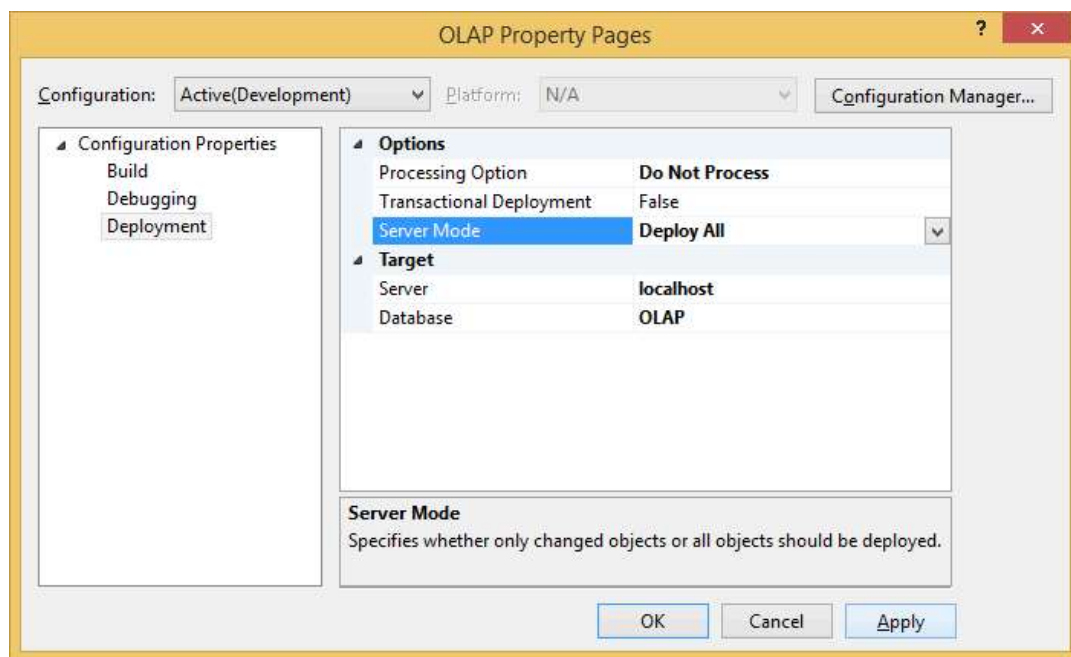 OLAP Property Pages
? ×
Configuration: Active(Development) Platform: N/A Configuration Manager...
Configuration Properties
Build
Debugging
Deployment
Options
Processing Option Do Not Process
Transactional Deployment False
Server Mode Deploy All
Target
Server localhost
Database OLAP
Server Mode
Specifies whether only changed objects or all objects should be deployed.
OK Cancel Apply